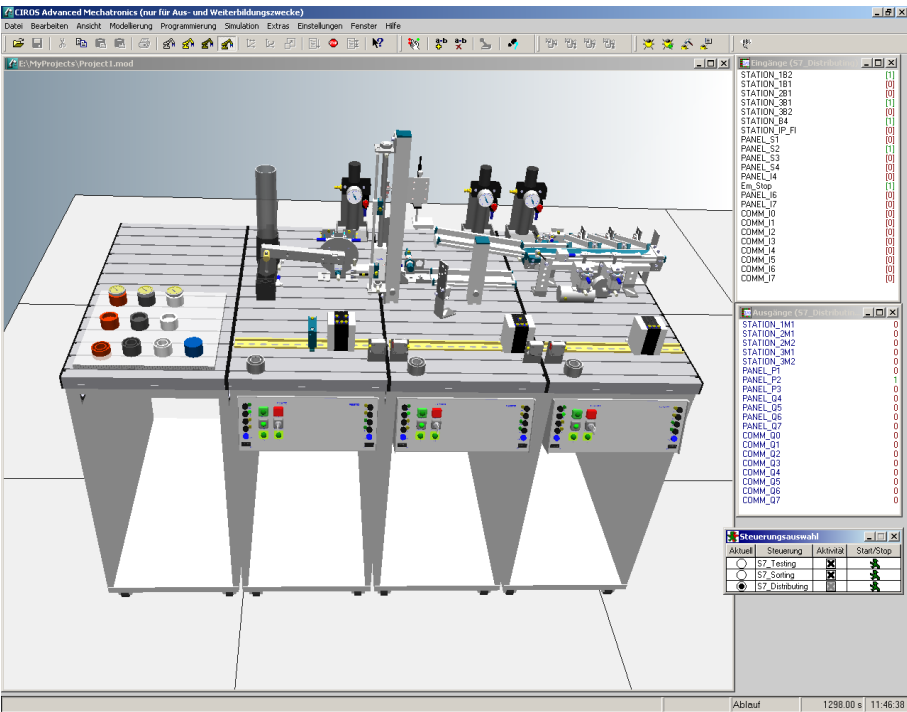 CIROS Advanced Mechatronics (nur für Aus- und Weiterbildungszwecke)
Datei Bearbeiten Ansicht Modellierung Programmierung Simulation Extras Einstellungen Fenster Hilfe
E:\MyProjects\Project1.mod
Eingänge (S7_Distributing
STATION_1B2 [1]
STATION_1B1 [0]
STATION_2B1 [0]
STATION_3B1 [1]
STATION_3B2 [0]
STATION_B4 [1]
STATION_IP_FI [0]
PANEL_S1 [0]
PANEL_S2 [1]
PANEL_S3 [0]
PANEL_S4 [0]
PANEL_I4 [0]
Em_Stop [1]
PANEL_I6 [0]
PANEL_I7 [0]
COMM_I0 [0]
COMM_I1 [0]
COMM_I2 [0]
COMM_I3 [0]
COMM_I4 [0]
COMM_I5 [0]
COMM_I6 [0]
COMM_I7 [0]
Ausgänge (S7_Distributin
STATION_1M1 0
STATION_2M1 0
STATION_2M2 0
STATION_3M1 0
STATION_3M2 0
PANEL_P1 0
PANEL_P2 1
PANEL_P3 0
PANEL_Q4 0
PANEL_Q5 0
PANEL_Q6 0
PANEL_Q7 0
COMM_Q0 0
COMM_Q1 0
COMM_Q2 0
COMM_Q3 0
COMM_Q4 0
COMM_Q5 0
COMM_Q6 0
COMM_Q7 0
Steuerungsauswahl
Aktuell Steuerung Aktivität Start/Stop
S7_Testing
S7_Sorting
S7_Distributing
Ablauf 1298.00 s 11:46:38